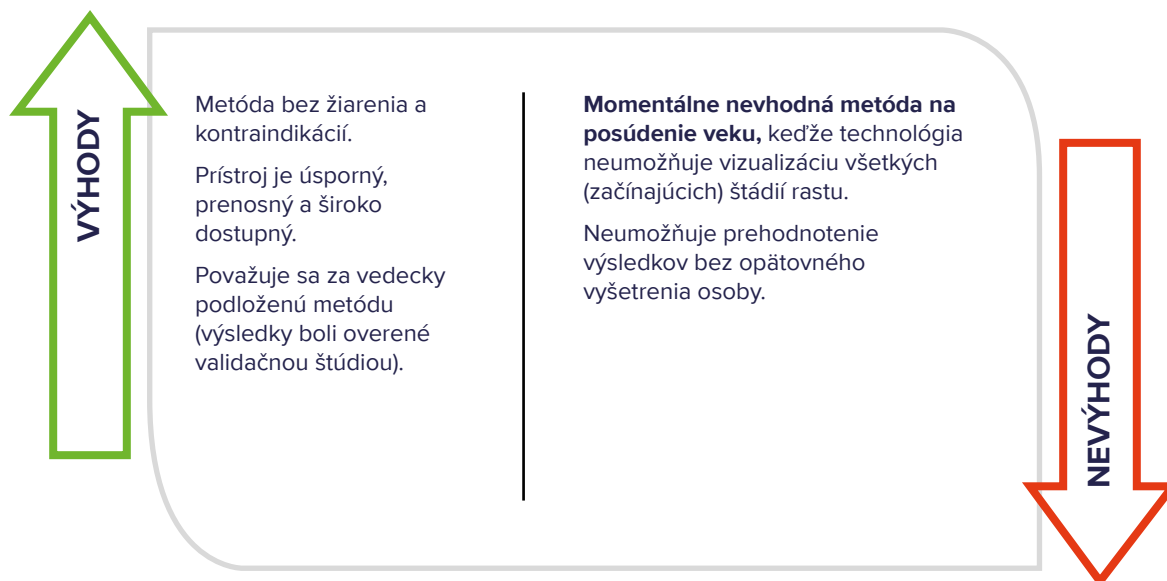 VÝHODY
Metóda bez žiarenia a
kontraindikácií.
Prístroj je úsporný,
prenosný a široko
dostupný.
Považuje sa za vedecky
podloženú metódu
(výsledky boli overené
validačnou štúdiou).
Momentálne nevhodná metóda na
posúdenie veku, keďže technológia
neumožňuje vizualizáciu všetkých
(začínajúcich) štádií rastu.
Neumožňuje prehodnotenie
výsledkov bez opätovného
vyšetrenia osoby.
NEVÝHODY